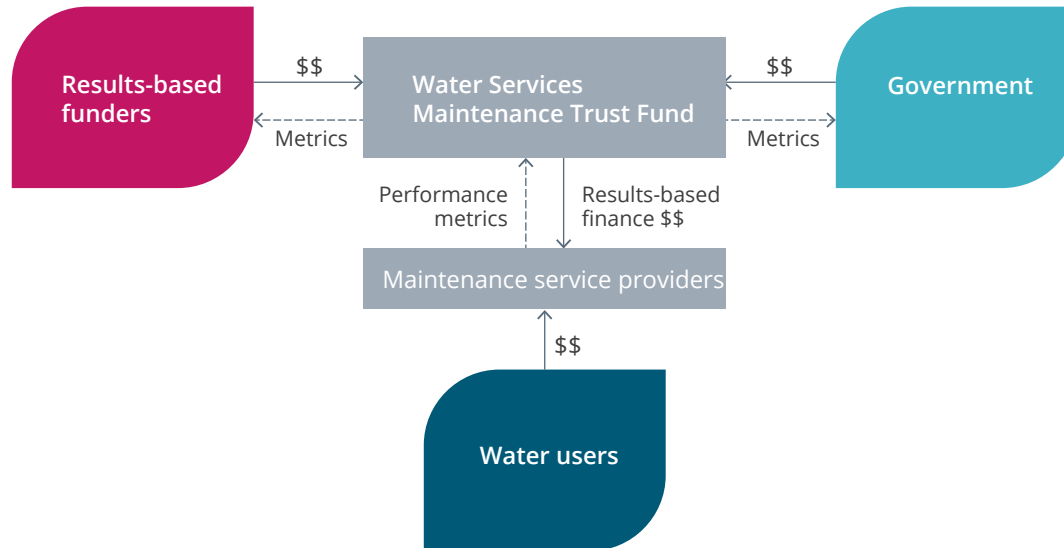 Results-based
funders
$$
Metrics
Water Services
Maintenance Trust Fund
$$
Metrics
Government
Performance
metrics
Results-based
finance $$
Maintenance service providers
$$
Water users